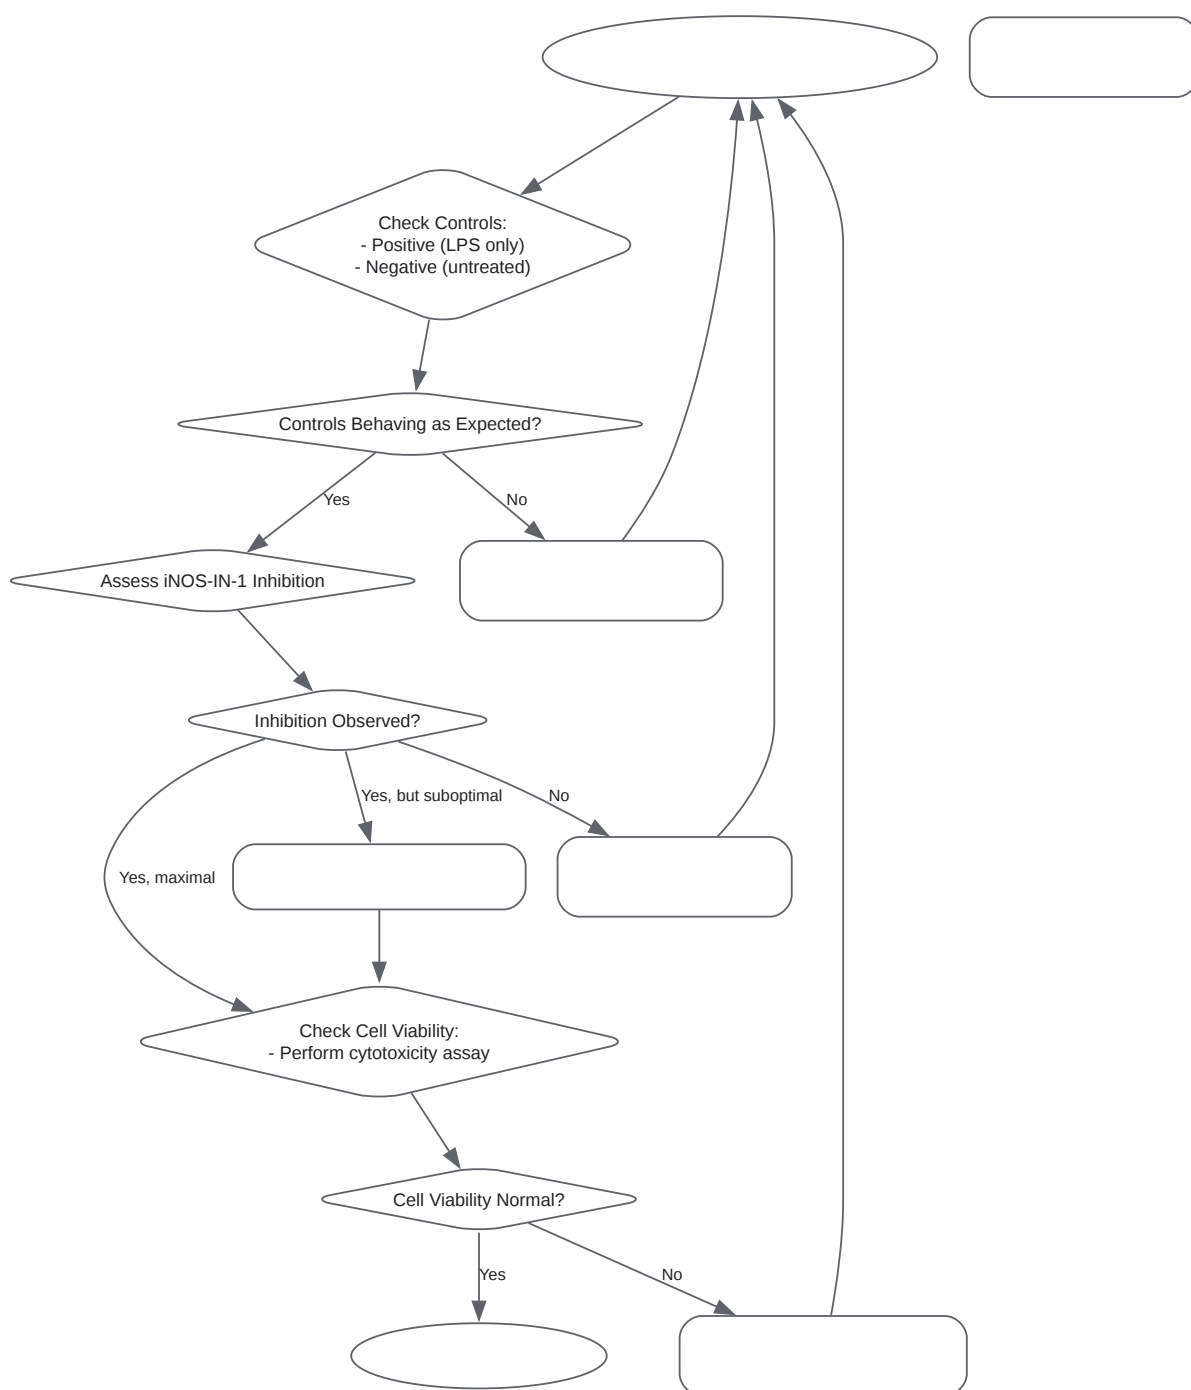 Check Controls:
- Positive (LPS only)
- Negative (untreated)
Controls Behaving as Expected?
Yes
No
Assess iNOS-IN-1 Inhibition
Inhibition Observed?
Yes, but suboptimal
No
Yes, maximal
Check Cell Viability:
- Perform cytotoxicity assay
Cell Viability Normal?
Yes
No